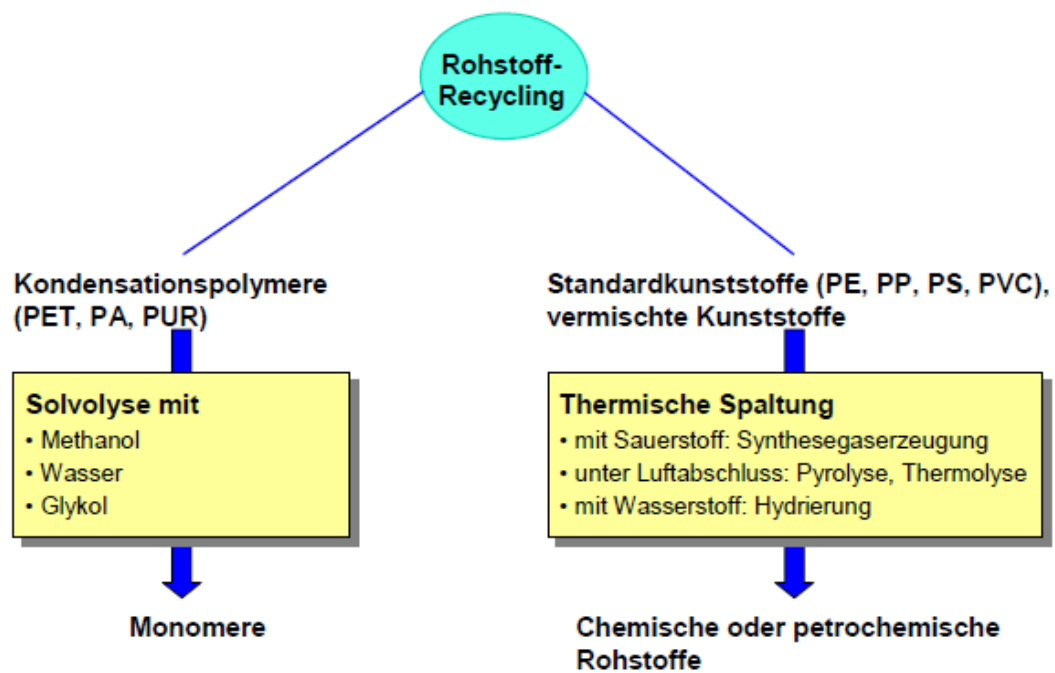 Rohstoff-
Recycling
Kondensationspolymere
(PET, PA, PUR)
Solvolyse mit
• Methanol
• Wasser
• Glykol
Monomere
Standardkunststoffe (PE, PP, PS, PVC),
vermischte Kunststoffe
Thermische Spaltung
• mit Sauerstoff: Synthesegaserzeugung
• unter Luftabschluss: Pyrolyse, Thermolyse
• mit Wasserstoff: Hydrierung
Chemische oder petrochemische
Rohstoffe